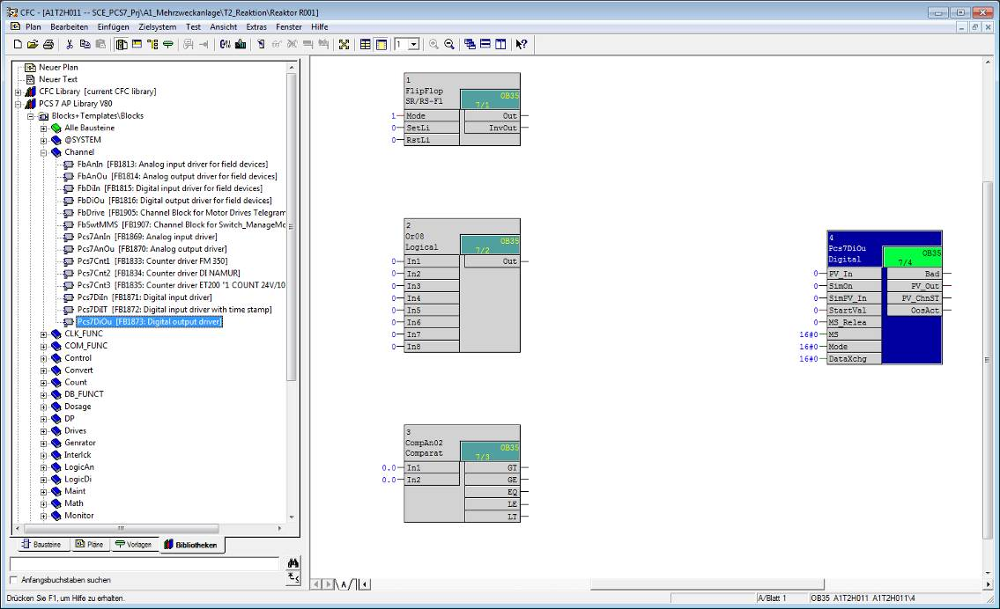 CFC - [A1T2H011 -- SCE_PCS7_Prj\A1_Mehrzweckanlage\T2_Reaktion\Reaktor R001]
Plan Bearbeiten Einfügen Zielsystem Test Ansicht Extras Fenster Hilfe
1
Neuer Plan
Neuer Text
CFC Library [current CFC library]
PCS 7 AP Library V80
Blocks+Templates\Blocks
Alle Bausteine
@SYSTEM
Channel
FbAnIn [FB1813: Analog input driver for field devices]
FbAnOu [FB1814: Analog output driver for field devices]
FbDiIn [FB1815: Digital input driver for field devices]
FbDiOu [FB1816: Digital output driver for field devices]
FbDrive [FB1905: Channel Block for Motor Drives Telegram
FbSwtMMS [FB1907: Channel Block for Switch_ManageMo
Pcs7AnIn [FB1869: Analog input driver]
Pcs7AnOu [FB1870: Analog output driver]
Pcs7Cnt1 [FB1833: Counter driver FM 350]
Pcs7Cnt2 [FB1834: Counter driver DI NAMUR]
Pcs7Cnt3 [FB1835: Counter driver ET200 "1 COUNT 24V/10
Pcs7DiIn [FB1871: Digital input driver]
Pcs7DiIT [FB1872: Digital input driver with time stamp]
Pcs7DiOu [FB1873: Digital output driver]
CLK_FUNC
COM_FUNC
Control
Convert
Count
DB_FUNCT
Dosage
DP
Drives
Genrator
Interlck
LogicAn
LogicDi
Maint
Math
Monitor
Bausteine Pläne Vorlagen Bibliotheken
Anfangsbuchstaben suchen
1
FlipFlop OB35
SR/RS-Fl 7/1
1 Mode Out
0 SetLi InvOut
0 RstLi
2
Or08 OB35
Logical 7/2
0 In1 Out
0 In2
0 In3
0 In4
0 In5
0 In6
0 In7
0 In8
3
CompAn02 OB35
Comparat 7/3
0.0 In1 GT
0.0 In2 GE
EQ
LE
LT
4
Pcs7DiOu OB35
Digital 7/4
0 PV_In Bad
0 SimOn PV_Out
0 SimPV_In PV_ChnST
0 StartVal OosAct
0 MS_Relea
16#0 MS
16#0 Mode
16#0 DataXchg
A
Drücken Sie F1, um Hilfe zu erhalten. A/Blatt 1 OB35 A1T2H011 A1T2H011\4